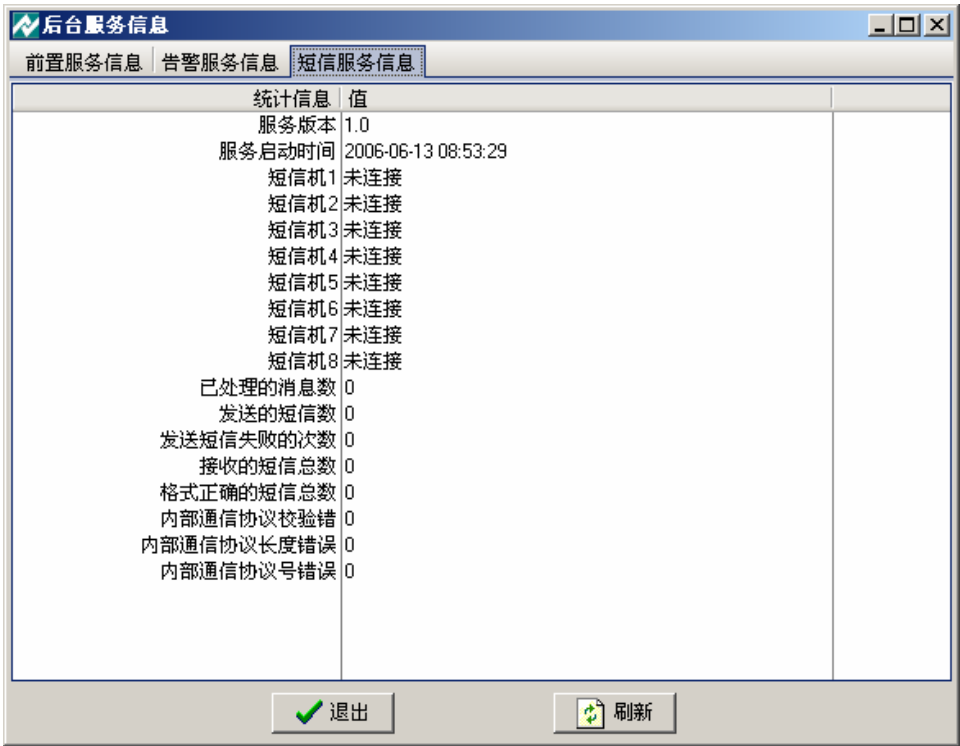 后台服务信息
前置服务信息 告警服务信息 短信服务信息
统计信息 值
服务版本 1.0
服务启动时间 2006-06-13 08:53:29
短信机1 未连接
短信机2 未连接
短信机3 未连接
短信机4 未连接
短信机5 未连接
短信机6 未连接
短信机7 未连接
短信机8 未连接
已处理的消息数 0
发送的短信数 0
发送短信失败的次数 0
接收的短信总数 0
格式正确的短信总数 0
内部通信协议校验错 0
内部通信协议长度错误 0
内部通信协议号错误 0
退出 刷新